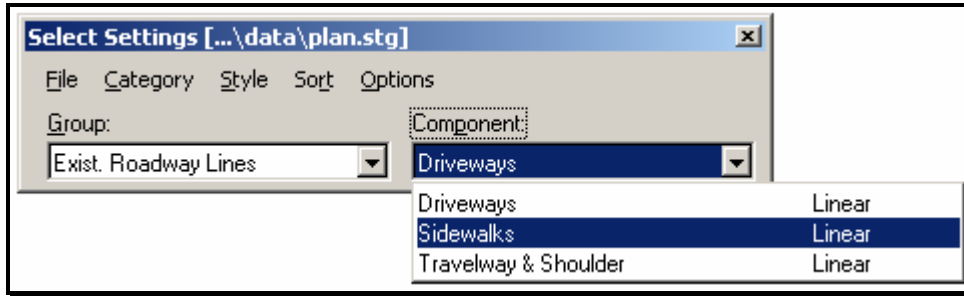 Select Settings [...\data\plan.stg]
File Category Style Sort Options
Group: Component:
Exist. Roadway Lines Driveways
Driveways Linear
Sidewalks Linear
Travelway & Shoulder Linear